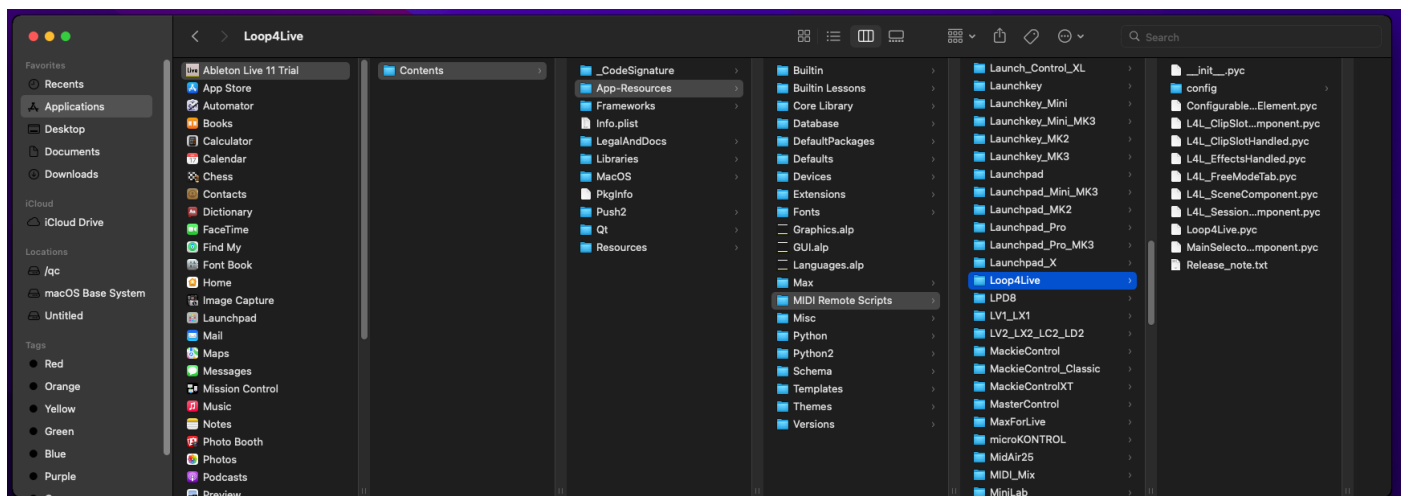 Loop4Live
Search
Favorites
Recents
Applications
Desktop
Documents
Downloads
iCloud
iCloud Drive
Locations
/qc
macOS Base System
Untitled
Tags
Red
Orange
Yellow
Green
Blue
Purple
Ableton Live 11 Trial
App Store
Automator
Books
Calculator
Calendar
Chess
Contacts
Dictionary
FaceTime
Find My
Font Book
Home
Image Capture
Launchpad
Mail
Maps
Messages
Mission Control
Music
Notes
Photo Booth
Photos
Podcasts
Preview
Contents
_CodeSignature
App-Resources
Frameworks
Info.plist
LegalAndDocs
Libraries
MacOS
PkgInfo
Push2
Qt
Resources
Builtin
Builtin Lessons
Core Library
Database
DefaultPackages
Defaults
Devices
Extensions
Fonts
Graphics.alp
GUI.alp
Languages.alp
Max
MIDI Remote Scripts
Misc
Python
Python2
Schema
Templates
Themes
Versions
Launch_Control_XL
Launchkey
Launchkey_Mini
Launchkey_Mini_MK3
Launchkey_MK2
Launchkey_MK3
Launchpad
Launchpad_Mini_MK3
Launchpad_MK2
Launchpad_Pro
Launchpad_Pro_MK3
Launchpad_X
Loop4Live
LPD8
LV1_LX1
LV2_LX2_LC2_LD2
MackieControl
MackieControl_Classic
MackieControlXT
MasterControl
MaxForLive
microKONTROL
MidAir25
MIDI_Mix
MiniLab
__init__.pyc
config
Configurable...Element.pyc
L4L_ClipSlot...mponent.pyc
L4L_ClipSlotHandled.pyc
L4L_EffectsHandled.pyc
L4L_FreeModeTab.pyc
L4L_SceneComponent.pyc
L4L_Session...mponent.pyc
Loop4Live.pyc
MainSelecto...mponent.pyc
Release_note.txt